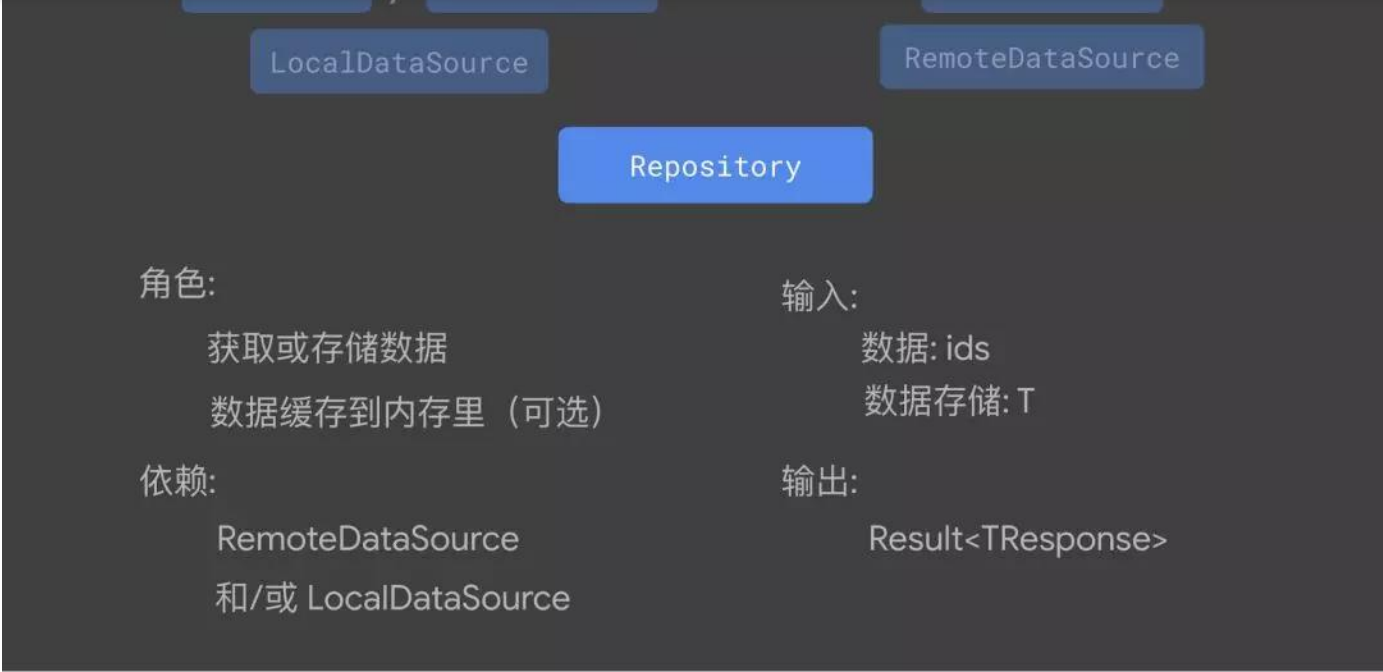 LocalDataSource
RemoteDataSource
Repository
角色:
获取或存储数据
数据缓存到内存里（可选）
依赖:
RemoteDataSource
和/或 LocalDataSource
输入:
数据: ids
数据存储: T
输出:
Result<TResponse>